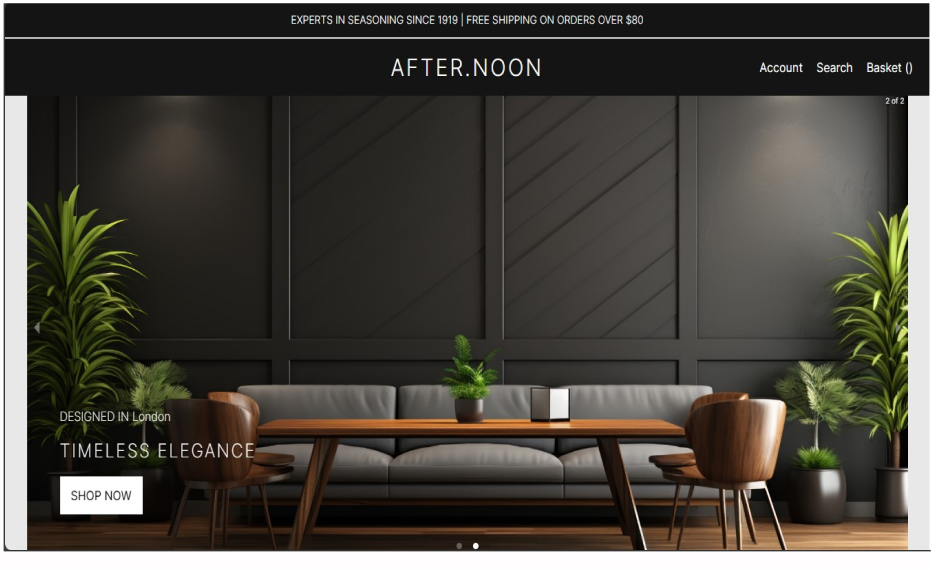 EXPERTS IN SEASONING SINCE 1919 | FREE SHIPPING ON ORDERS OVER $80
AFTER.NOON
Account Search Basket ()
2 of 2
DESIGNED IN London
TIMELESS ELEGANCE
SHOP NOW